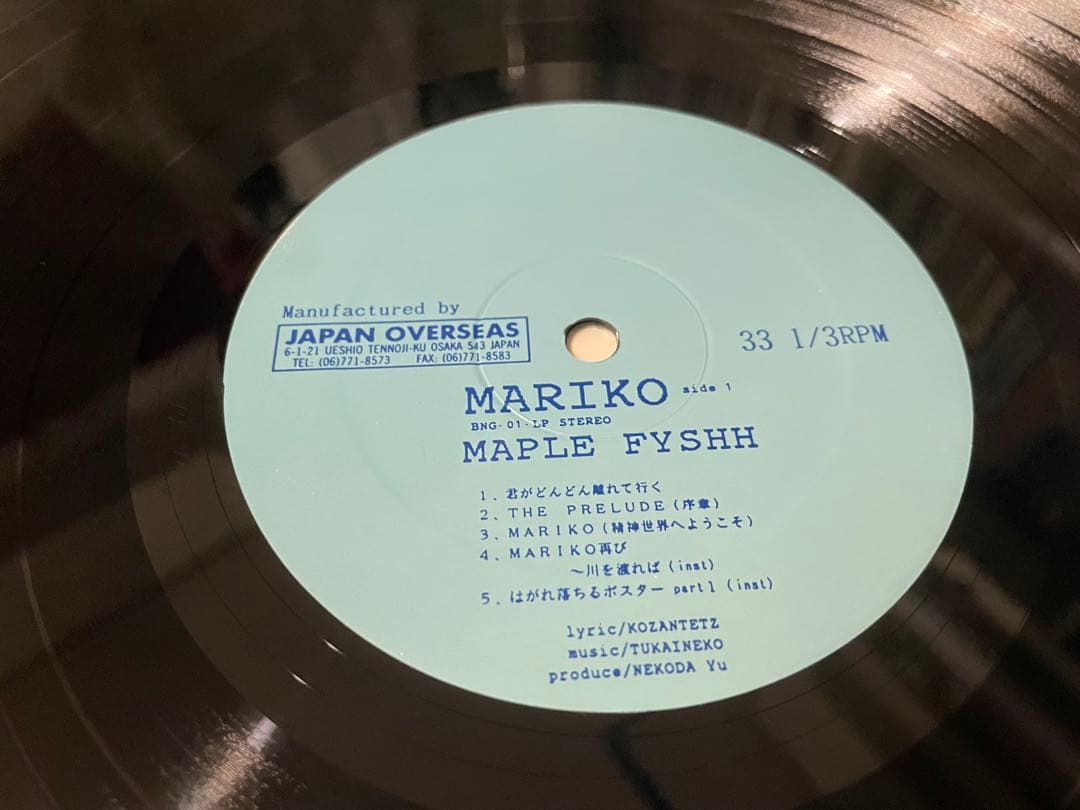 Manufactured by
JAPAN OVERSEAS
6-1-21 UESHIO TENNOJI-KU OSAKA 543 JAPAN
TEL: (06)771-8573 FAX: (06)771-8583
33 1/3RPM
MARIKO side 1
BNG-01-LP STEREO
MAPLE FYSHH
1、君がどんどん離れて行く
2、THE PRELUDE(序章)
3、MARIKO(精神世界へようこそ)
4、MARIKO再び
～川を渡れば(inst)
5、はがれ落ちるポスター part1(inst)
lyric/KOZANTETZ
music/TUKAINEKO
produce/NEKODA Yu